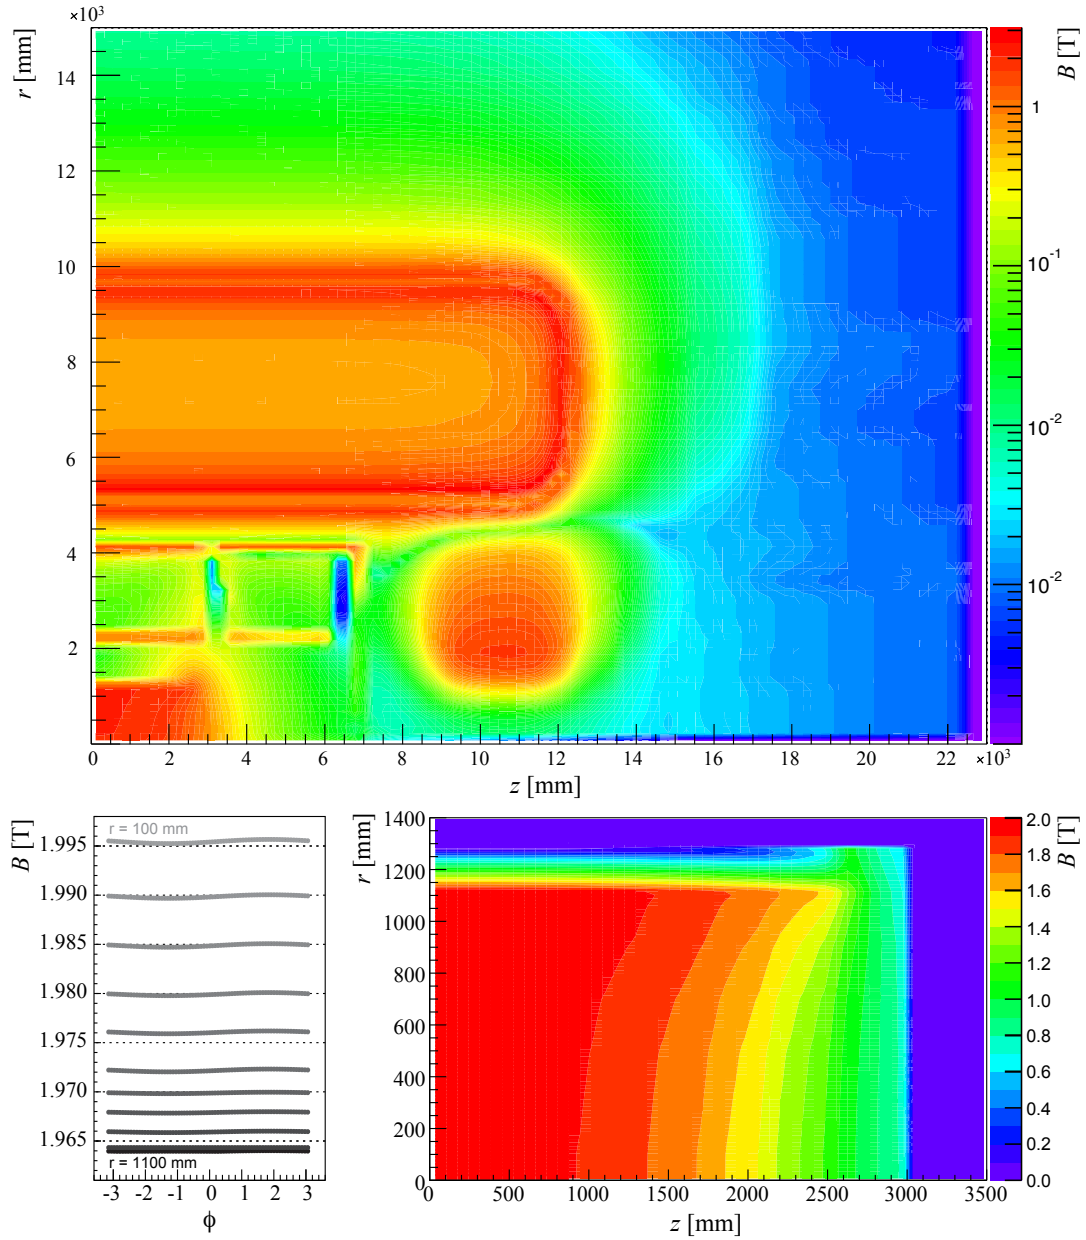 ×10³
r [mm]
14
12
10
8
6
4
2
0 2 4 6 8 10 12 14 16 18 20 22 ×10³
z [mm]
B [T]
1
10⁻¹
10⁻²
10⁻²
B [T]
r = 100 mm
1.995
1.990
1.985
1.980
1.975
1.970
1.965
r = 1100 mm
-3 -2 -1 0 1 2 3
ϕ
r [mm]
1400
1200
1000
800
600
400
200
0
0 500 1000 1500 2000 2500 3000 3500
z [mm]
B [T]
2.0
1.8
1.6
1.4
1.2
1.0
0.8
0.6
0.4
0.2
0.0